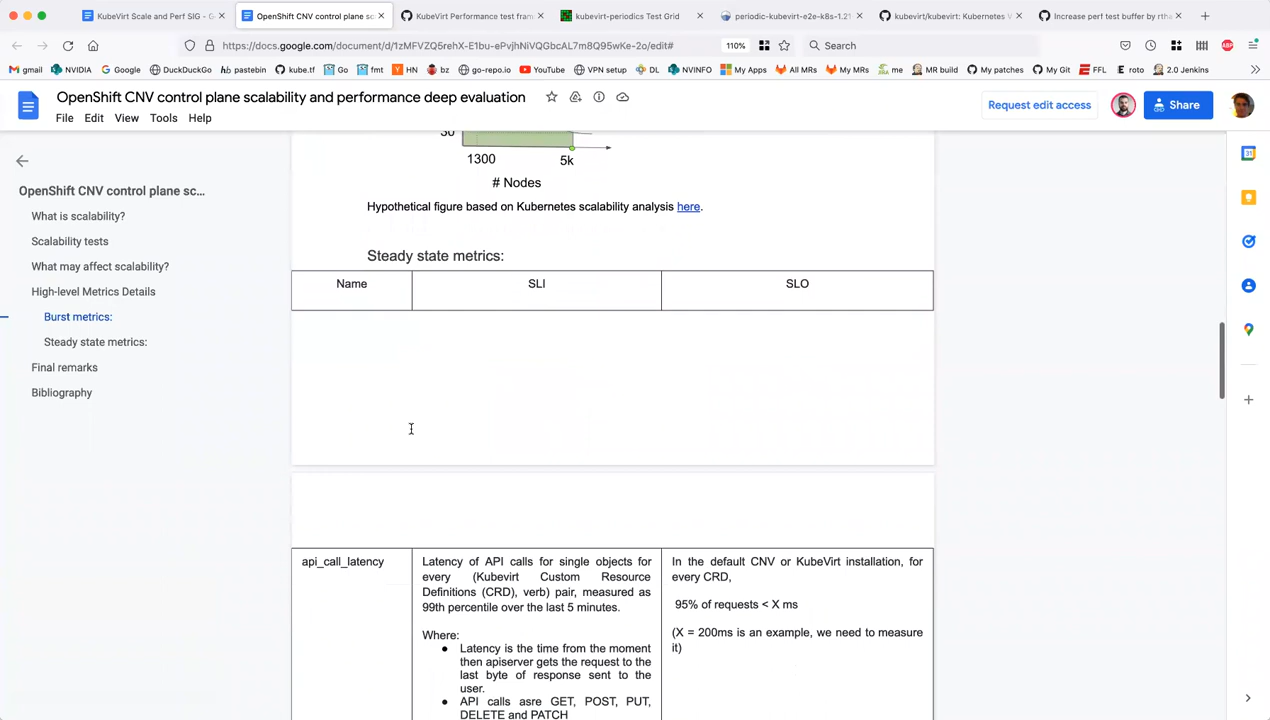 KubeVirt Scale and Perf SIG - G
OpenShift CNV control plane sc
KubeVirt Performance test fram
kubevirt-periodics Test Grid
periodic-kubevirt-e2e-k8s-1.21
kubevirt/kubevirt: Kubernetes V
Increase perf test buffer by rtha
https://docs.google.com/document/d/1zMFVZQ5rehX-E1bu-ePvjhNiVQGbcAL7m8Q95wKe-2o/edit#
110%
Search
gmail
NVIDIA
Google
DuckDuckGo
hb pastebin
kube.tf
Go
fmt
HN
bz
go-repo.io
YouTube
VPN setup
DL
NVINFO
My Apps
All MRs
My MRs
me
MR build
My patches
My Git
FFL
roto
2.0 Jenkins
OpenShift CNV control plane scalability and performance deep evaluation
File Edit View Tools Help
Request edit access
Share
OpenShift CNV control plane sc...
What is scalability?
Scalability tests
What may affect scalability?
High-level Metrics Details
Burst metrics:
Steady state metrics:
Final remarks
Bibliography
30
1300 5k
# Nodes
Hypothetical figure based on Kubernetes scalability analysis here.
Steady state metrics:
Name SLI SLO
api_call_latency
Latency of API calls for single objects for
every (Kubevirt Custom Resource
Definitions (CRD), verb) pair, measured as
99th percentile over the last 5 minutes.
Where:
● Latency is the time from the moment
then apiserver gets the request to the
last byte of response sent to the
user.
● API calls asre GET, POST, PUT,
DELETE and PATCH
In the default CNV or KubeVirt installation, for
every CRD,
95% of requests < X ms
(X = 200ms is an example, we need to measure
it)